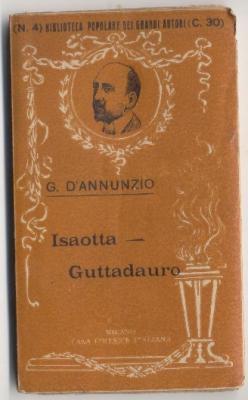 (N. 4) BIBLIOTECA POPOLARE DEI GRANDI AUTORI (C. 30)
G. D'ANNUNZIO
Isaotta —
Guttadauro
MILANO
CASA EDITRICE ITALIANA